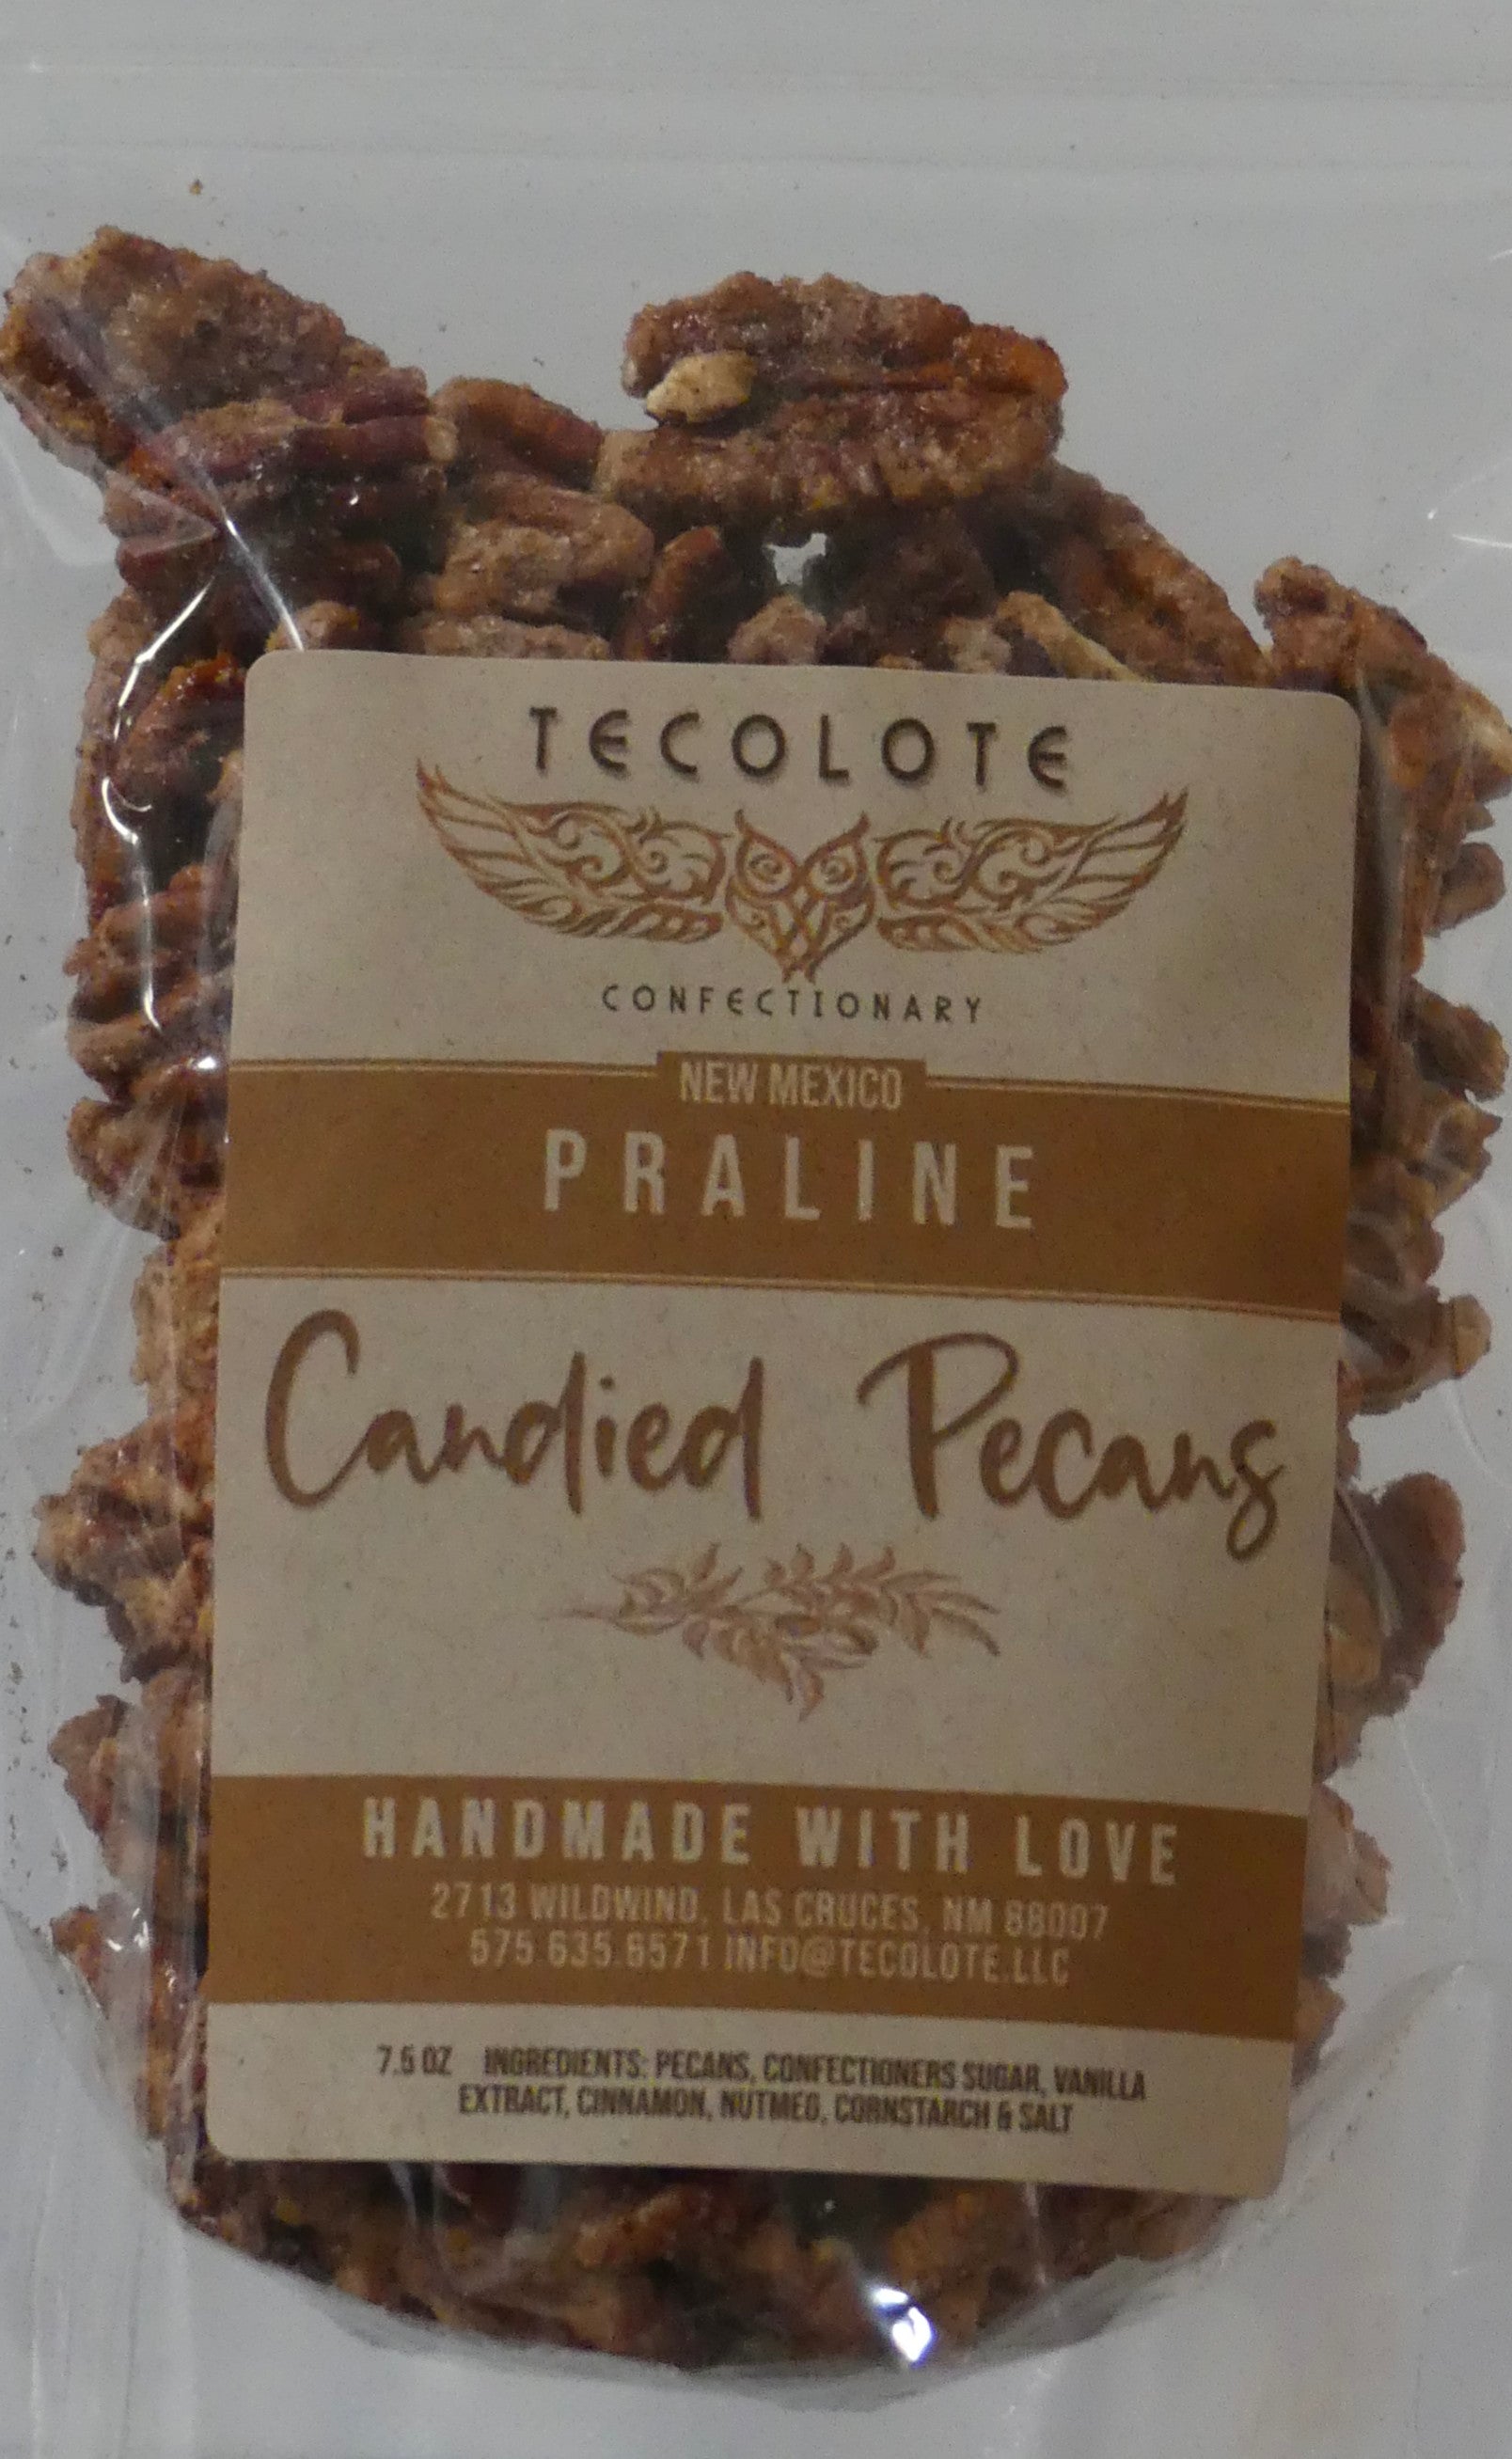 TECOLOTE
CONFECTIONARY
NEW MEXICO
PRALINE
Candied Pecans
HANDMADE WITH LOVE
2713 WILDWIND, LAS CRUCES, NM 88007
575.635.6571 INFO@TECOLOTE.LLC
7.5 OZ INGREDIENTS: PECANS, CONFECTIONERS SUGAR, VANILLA
EXTRACT, CINNAMON, NUTMEG, CORNSTARCH & SALT